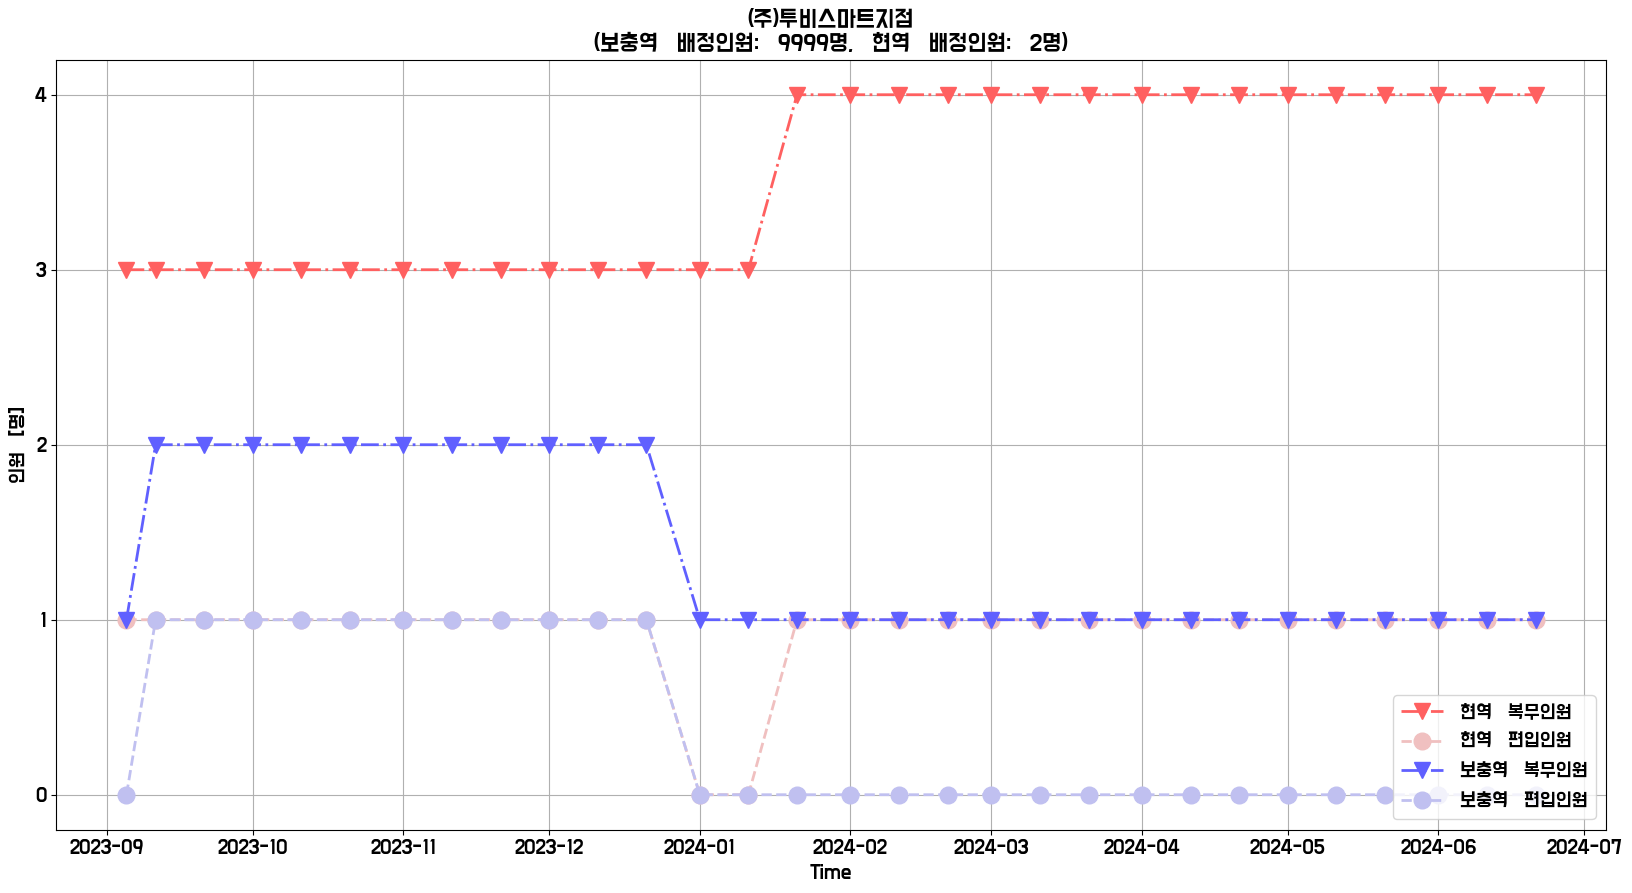 (주)투비스마트지점
(보충역 배정인원: 9999명, 현역 배정인원: 2명)
인원 [명]
4
3
2
1
0
2023-09 2023-10 2023-11 2023-12 2024-01 2024-02 2024-03 2024-04 2024-05 2024-06 2024-07
Time
현역 복무인원
현역 편입인원
보충역 복무인원
보충역 편입인원